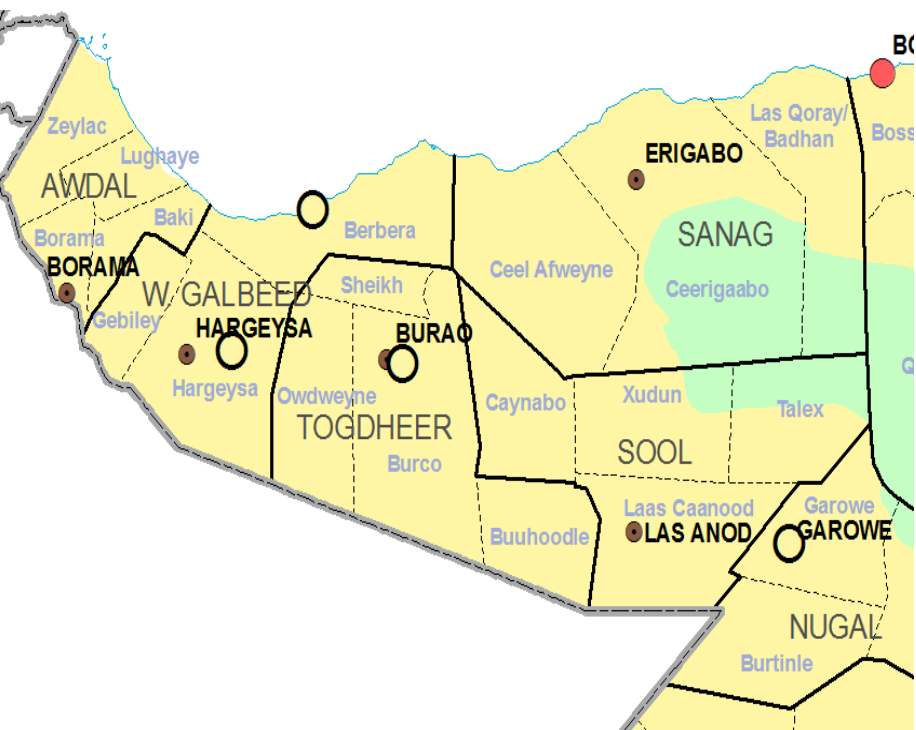 BO
Las Qoray/
Badhan
Boss
Zeylac
Lughaye
ERIGABO
AWDAL
Baki
Borama
Berbera
SANAG
BORAMA
Ceel Afweyne
Ceerigaabo
Sheikh
W. GALBEED
Gebiley
HARGEYSA
BURAO
Q
Hargeysa
Owdweyne
Caynabo
Xudun
Talex
TOGDHEER
SOOL
Burco
Laas Caanood
Garowe
Buuhoodle
LAS ANOD
GAROWE
NUGAL
Burtinle